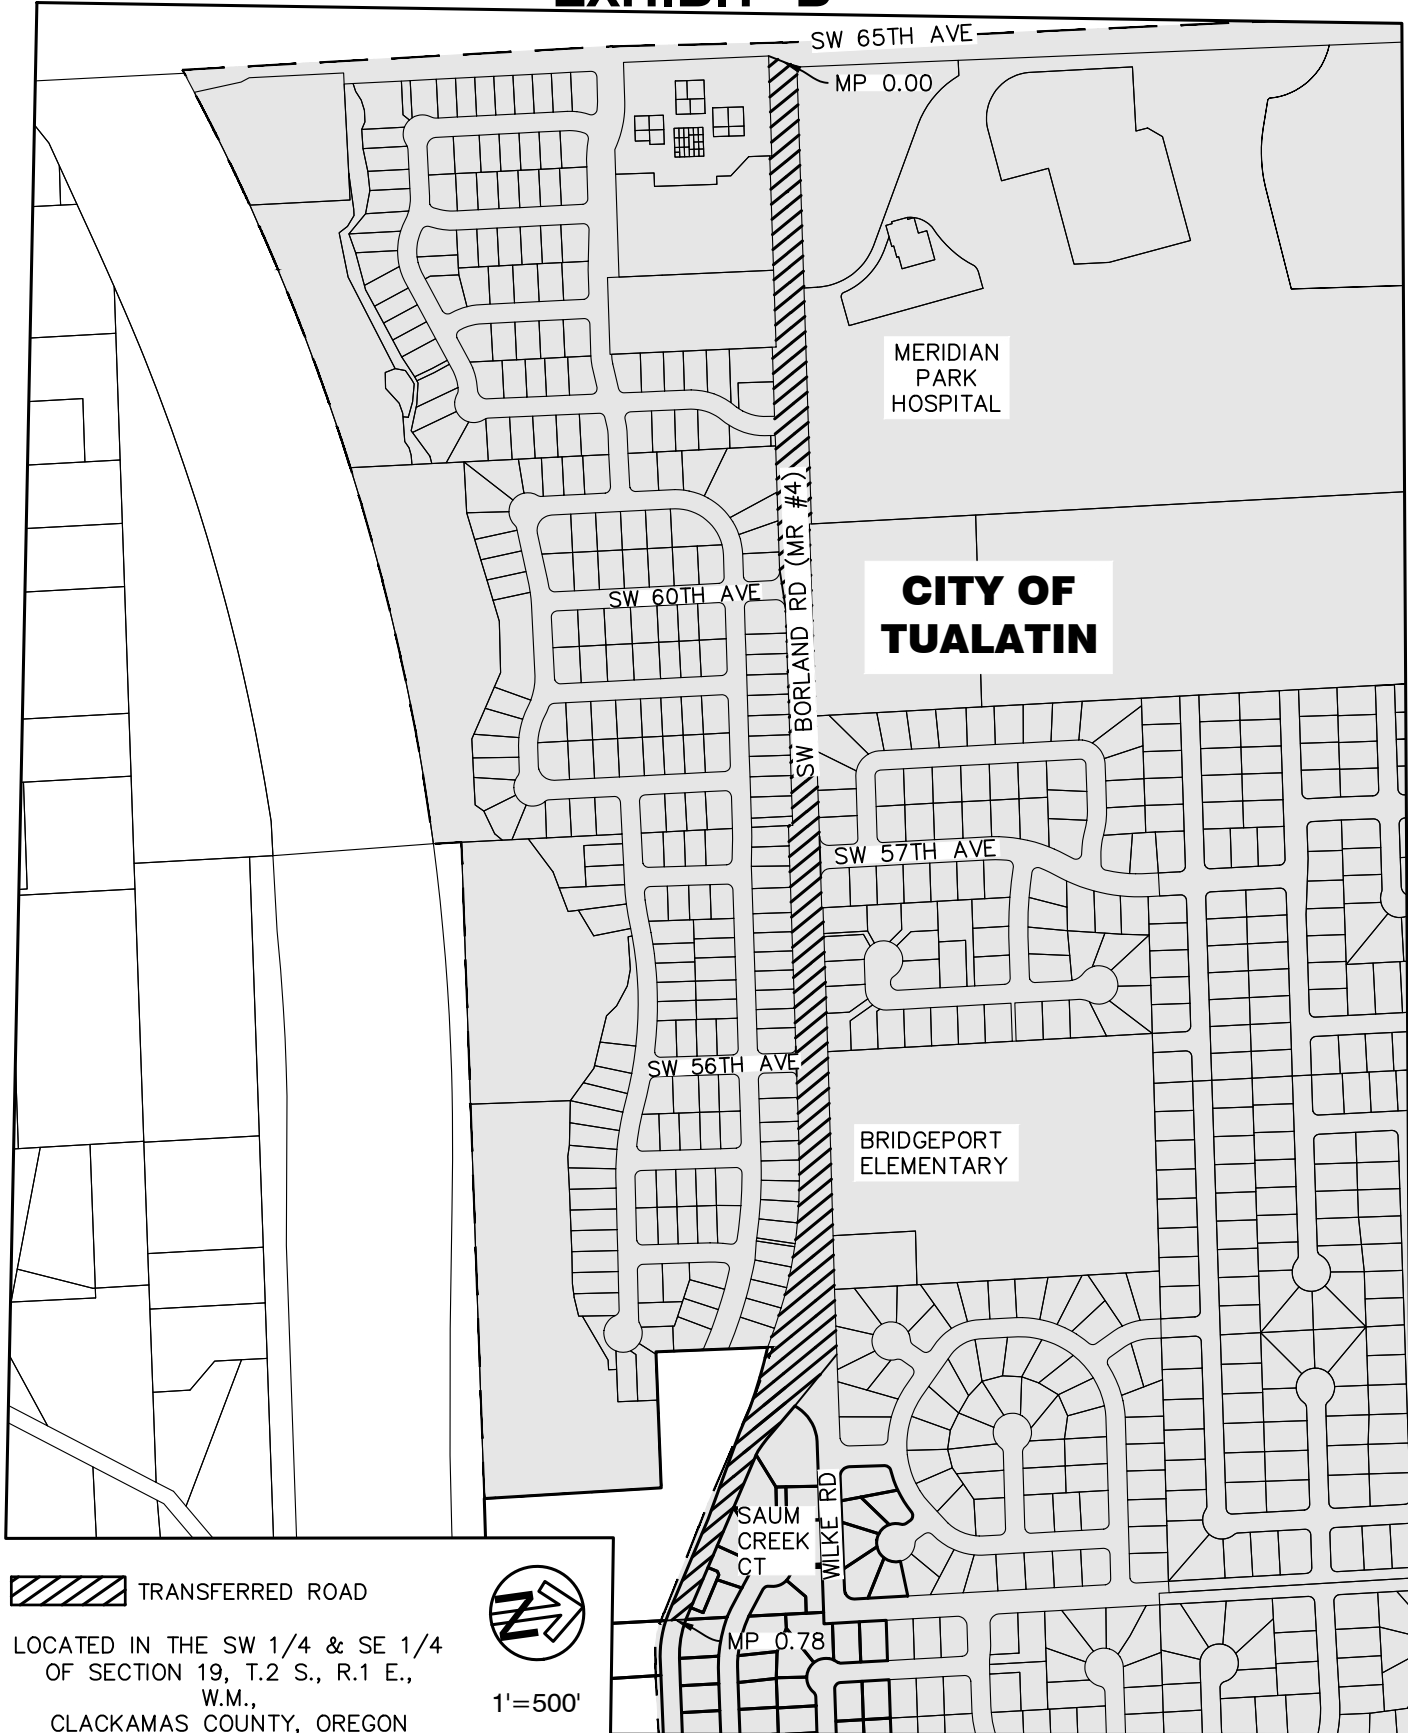 SW 65TH AVE
MP 0.00
MERIDIAN
PARK
HOSPITAL
SW BORLAND RD (MR #4)
CITY OF
TUALATIN
SW 60TH AVE
SW 57TH AVE
SW 56TH AVE
BRIDGEPORT
ELEMENTARY
WILKE RD
SAUM
CREEK
CT
MP 0.78
TRANSFERRED ROAD
LOCATED IN THE SW 1/4 & SE 1/4
OF SECTION 19, T.2 S., R.1 E.,
W.M.,
CLACKAMAS COUNTY, OREGON
N
1'=500'